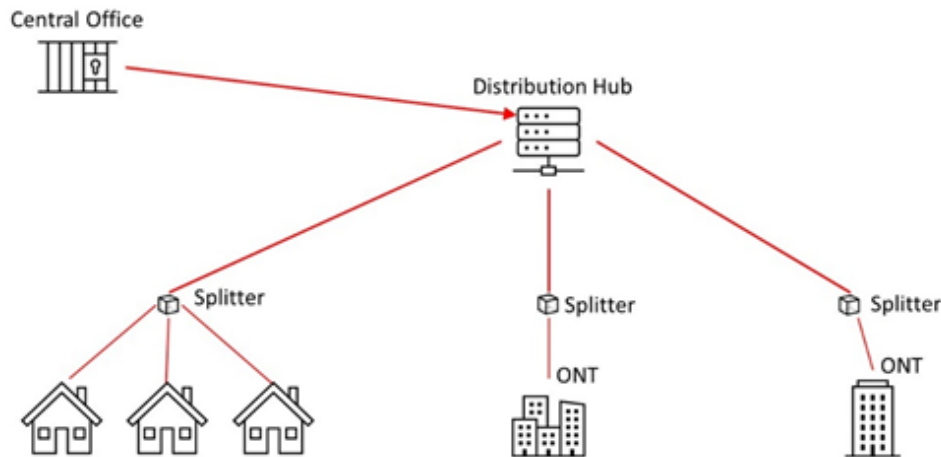 Central Office
Distribution Hub
Splitter
Splitter
Splitter
ONT
ONT